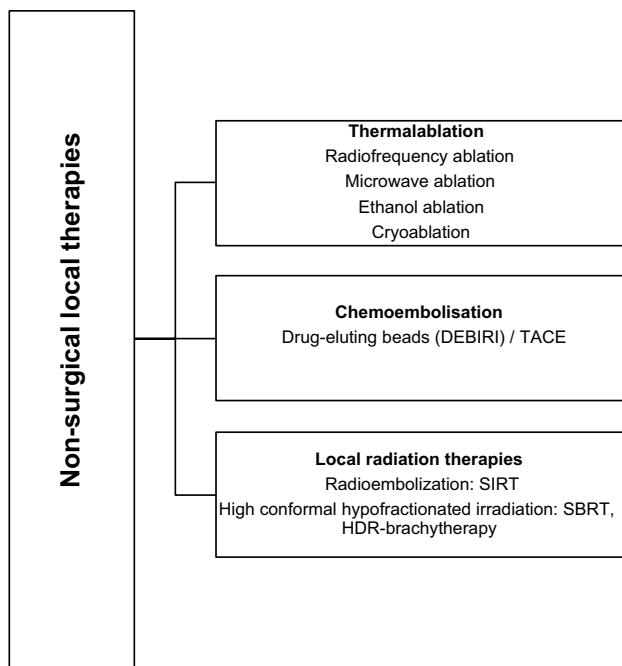 Non-surgical local therapies
Thermalablation
Radiofrequency ablation
Microwave ablation
Ethanol ablation
Cryoablation
Chemoembolisation
Drug-eluting beads (DEBIRI) / TACE
Local radiation therapies
Radioembolization: SIRT
High conformal hypofractionated irradiation: SBRT,
HDR-brachytherapy